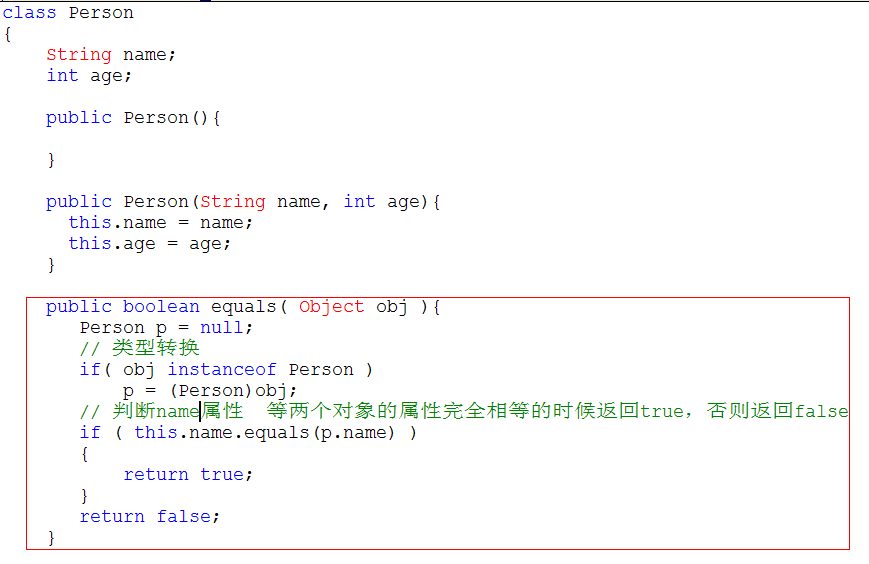 class Person
{
    String name;
    int age;

    public Person(){

    }

    public Person(String name, int age){
      this.name = name;
      this.age = age;
    }

    public boolean equals( Object obj ){
       Person p = null;
       // 类型转换
       if( obj instanceof Person )
           p = (Person)obj;
       // 判断name属性  等两个对象的属性完全相等的时候返回true，否则返回false
       if ( this.name.equals(p.name) )
       {
           return true;
       }
       return false;
    }